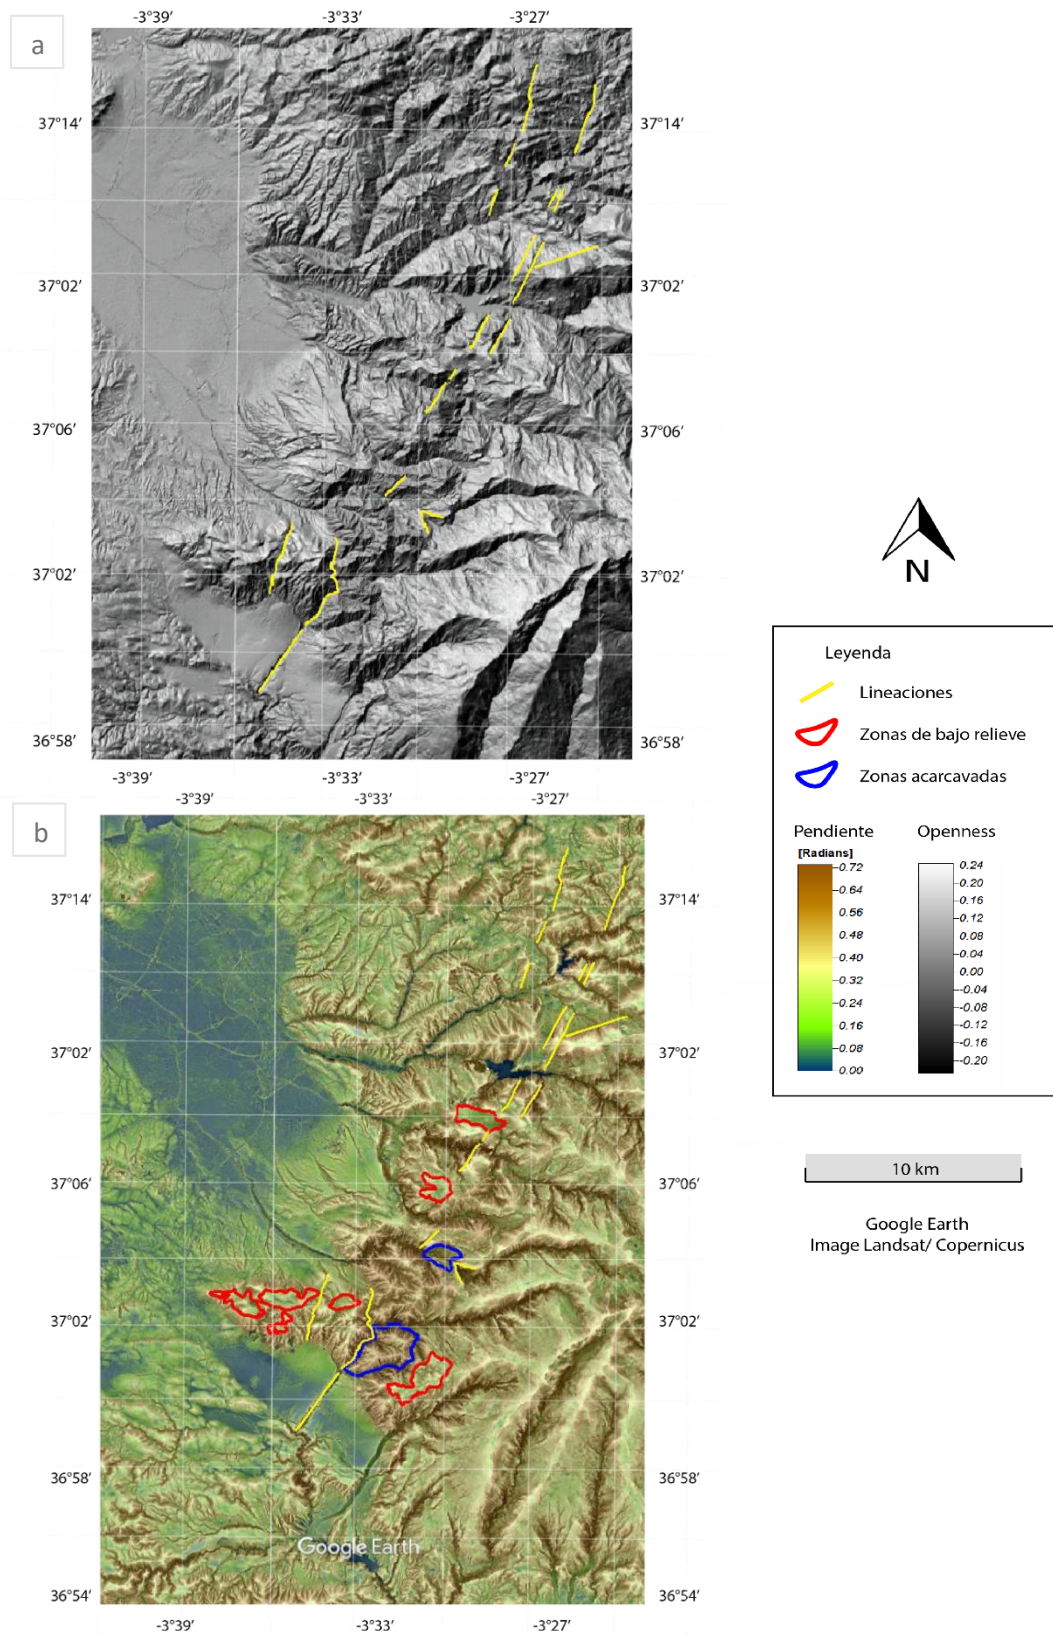 a
-3°39′ -3°33′ -3°27′
37°14′ 37°14′
37°02′ 37°02′
37°06′ 37°06′
37°02′ 37°02′
36°58′ 36°58′
-3°39′ -3°33′ -3°27′
b
-3°39′ -3°33′ -3°27′
37°14′ 37°14′
37°02′ 37°02′
37°06′ 37°06′
37°02′ 37°02′
36°58′ 36°58′
Google Earth
36°54′ 36°54′
-3°39′ -3°33′ -3°27′
N
Leyenda
Lineaciones
Zonas de bajo relieve
Zonas acarcavadas
Pendiente
[Radians]
0.72
0.64
0.56
0.48
0.40
0.32
0.24
0.16
0.08
0.00
Openness
0.24
0.20
0.16
0.12
0.08
0.04
0.00
-0.04
-0.08
-0.12
-0.16
-0.20
10 km
Google Earth
Image Landsat/ Copernicus